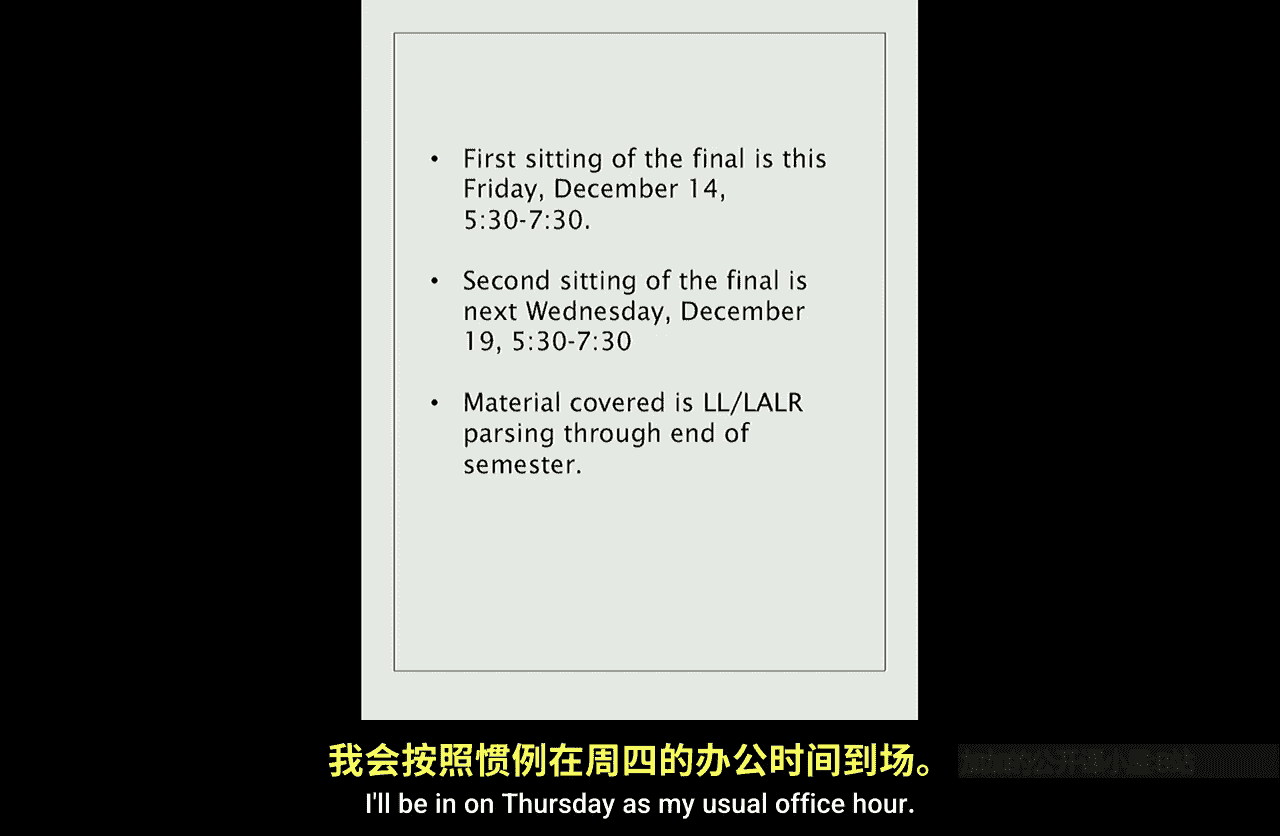 • First sitting of the final is this
Friday, December 14,
5:30-7:30.
• Second sitting of the final is
next Wednesday, December
19, 5:30-7:30
• Material covered is LL/LALR
parsing through end of
semester.
我会按照惯例在周四的办公时间到场。
I'll be in on Thursday as my usual office hour.